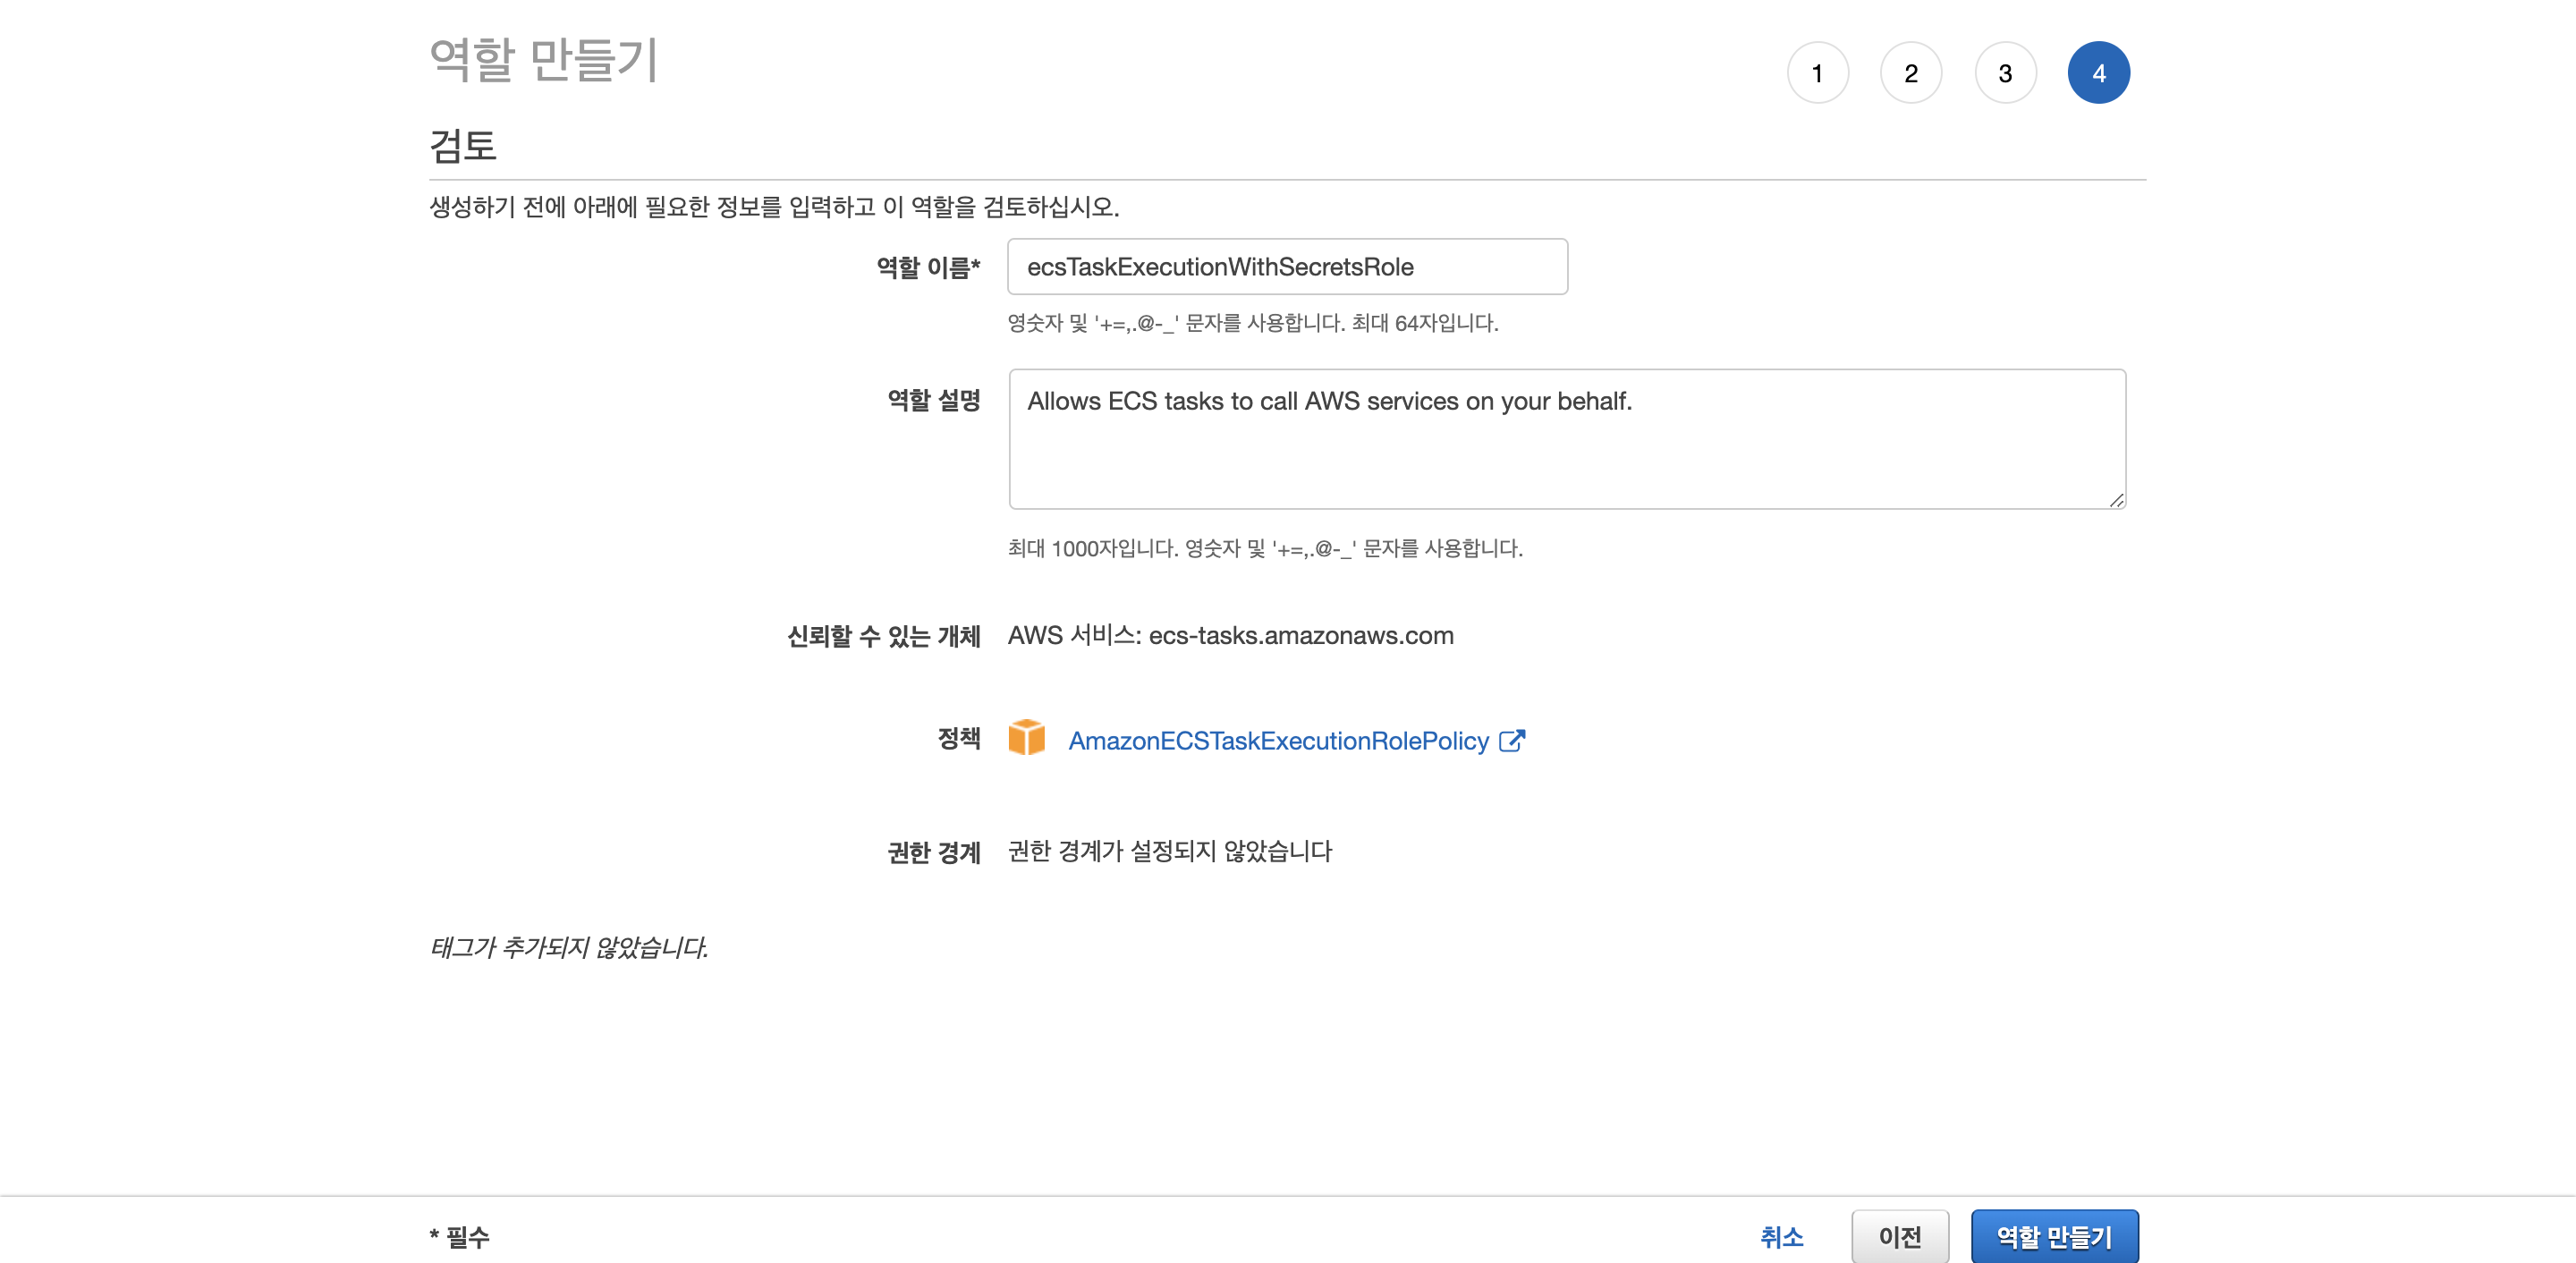 역할 만들기
1 2 3 4
검토
생성하기 전에 아래에 필요한 정보를 입력하고 이 역할을 검토하십시오.
역할 이름* ecsTaskExecutionWithSecretsRole
영숫자 및 '+=,.@-_' 문자를 사용합니다. 최대 64자입니다.
역할 설명 Allows ECS tasks to call AWS services on your behalf.
최대 1000자입니다. 영숫자 및 '+=,.@-_' 문자를 사용합니다.
신뢰할 수 있는 개체 AWS 서비스: ecs-tasks.amazonaws.com
정책 AmazonECSTaskExecutionRolePolicy
권한 경계 권한 경계가 설정되지 않았습니다
태그가 추가되지 않았습니다.
* 필수 취소 이전 역할 만들기